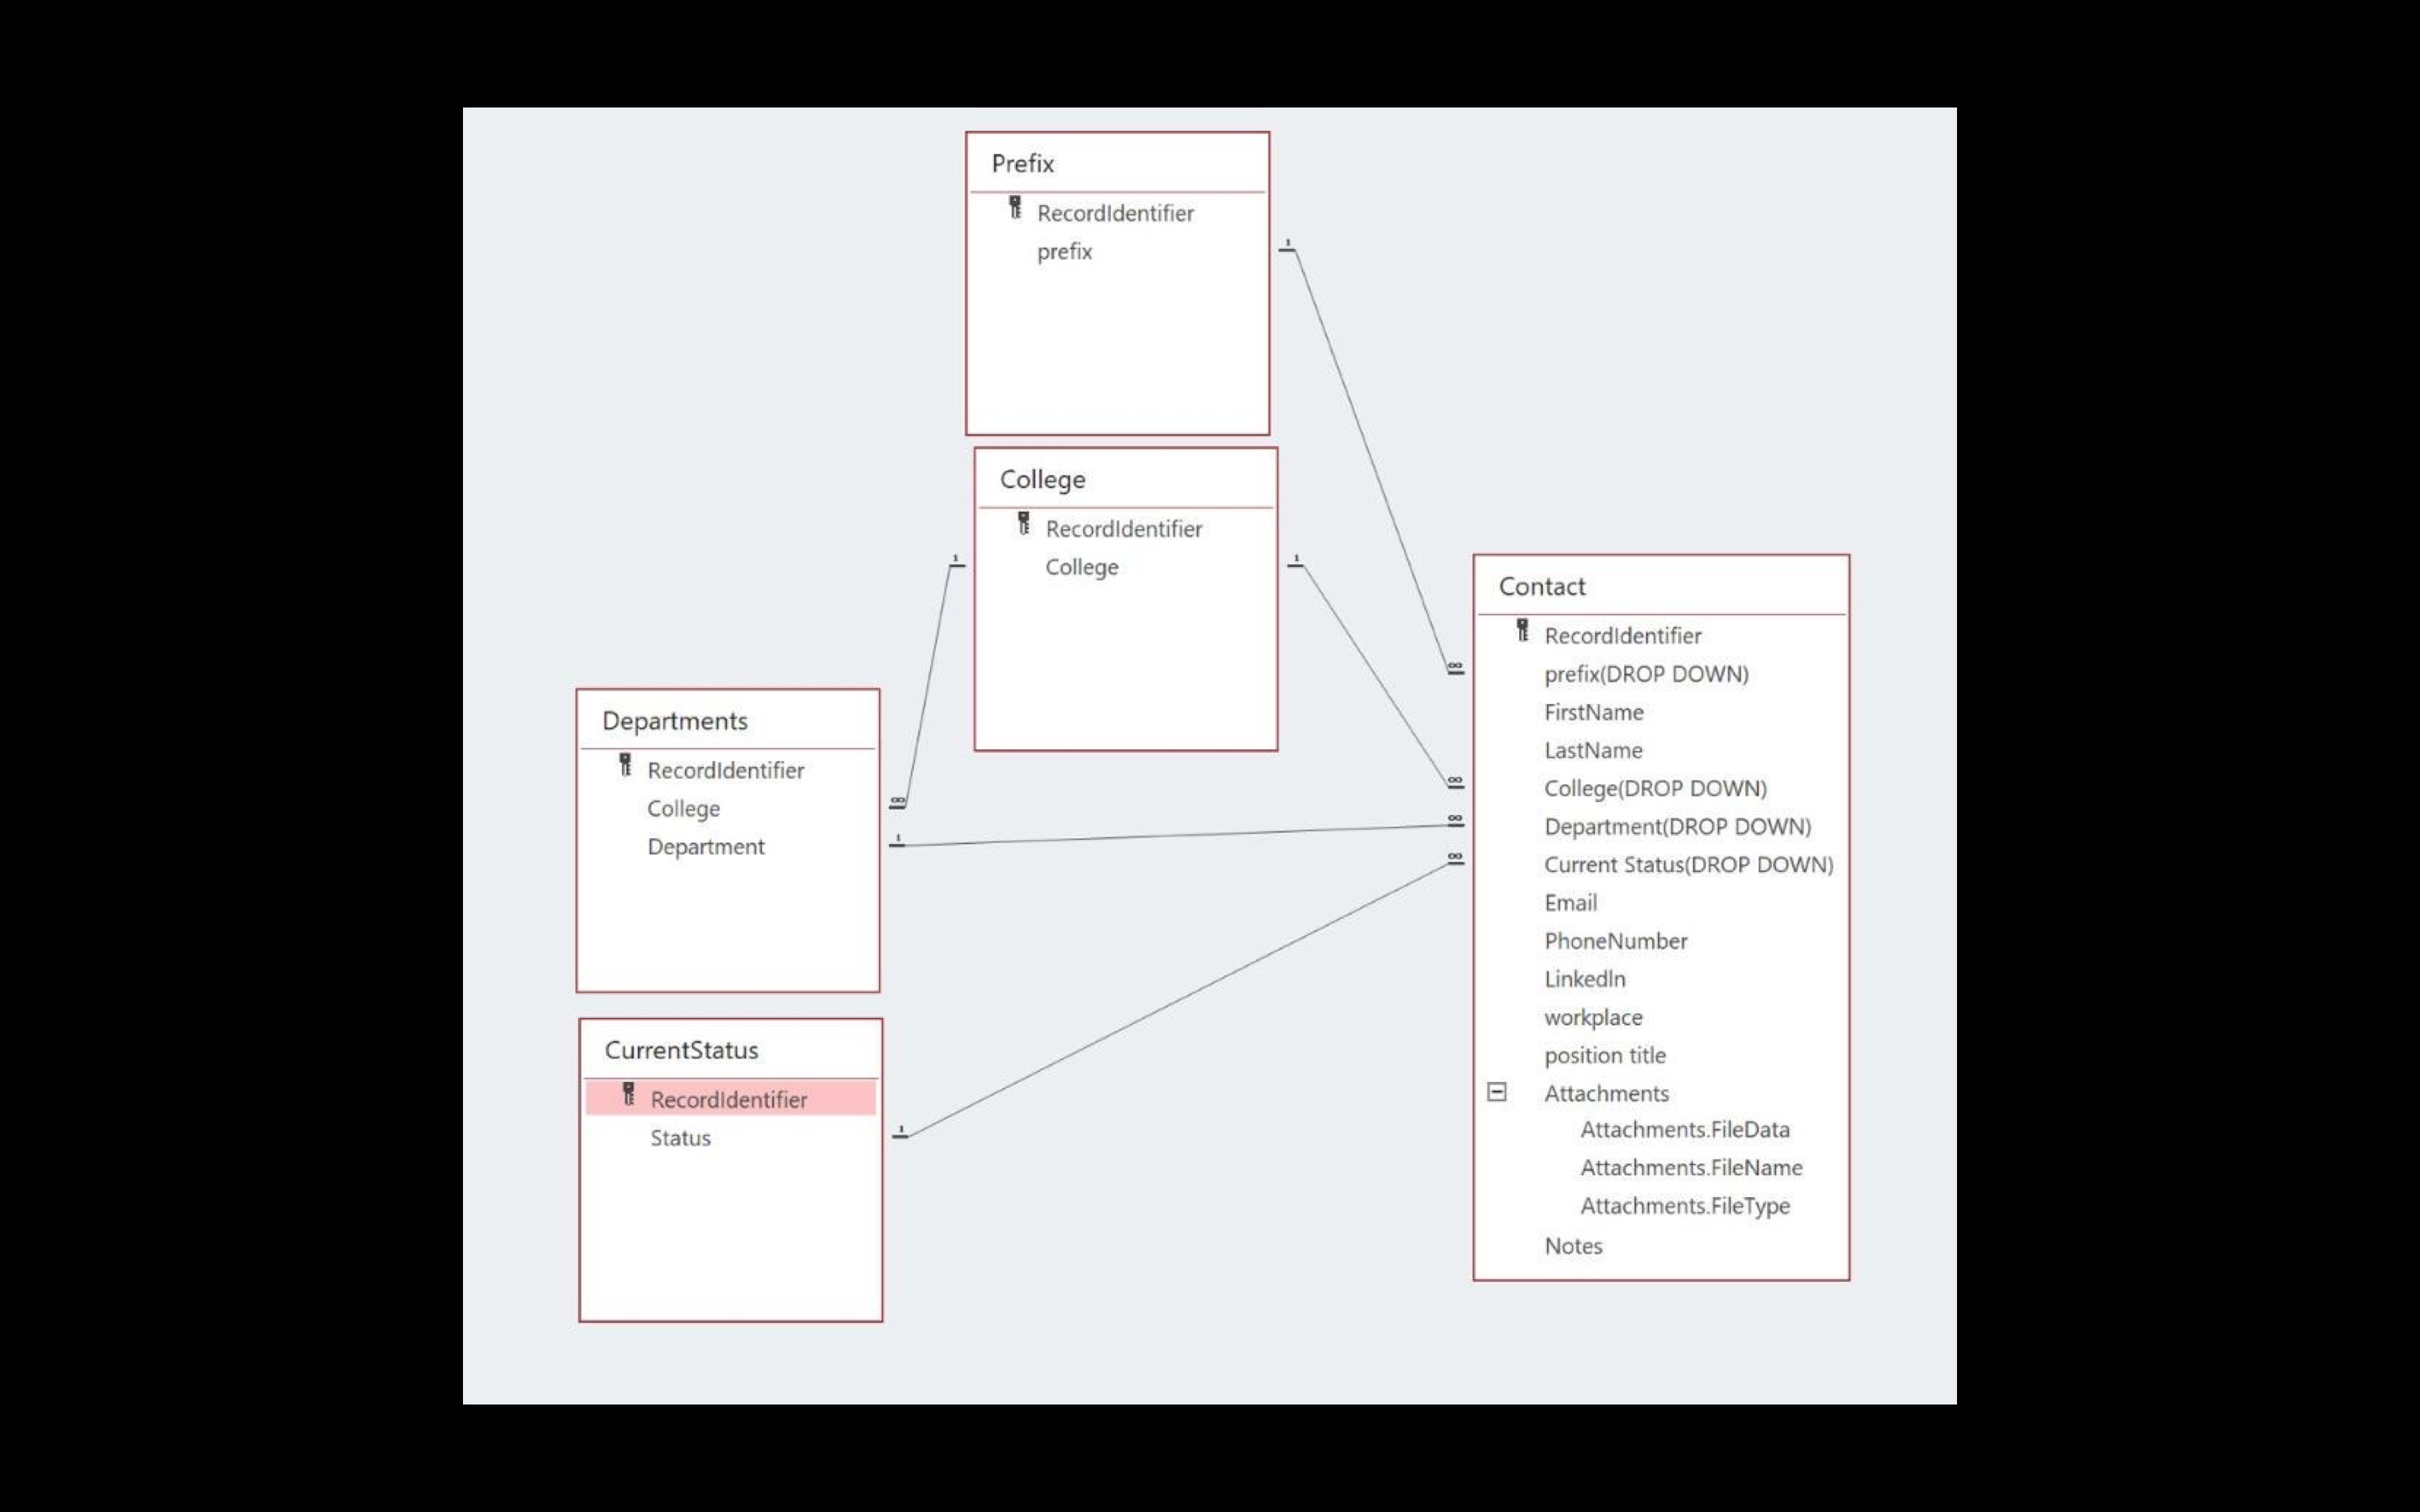 Prefix
RecordIdentifier
prefix
1
College
RecordIdentifier
College
1
1
Departments
RecordIdentifier
College
Department
∞
1
CurrentStatus
RecordIdentifier
Status
1
Contact
RecordIdentifier
prefix(DROP DOWN)
FirstName
LastName
College(DROP DOWN)
Department(DROP DOWN)
Current Status(DROP DOWN)
Email
PhoneNumber
LinkedIn
workplace
position title
Attachments
Attachments.FileData
Attachments.FileName
Attachments.FileType
Notes
∞
∞
∞
∞